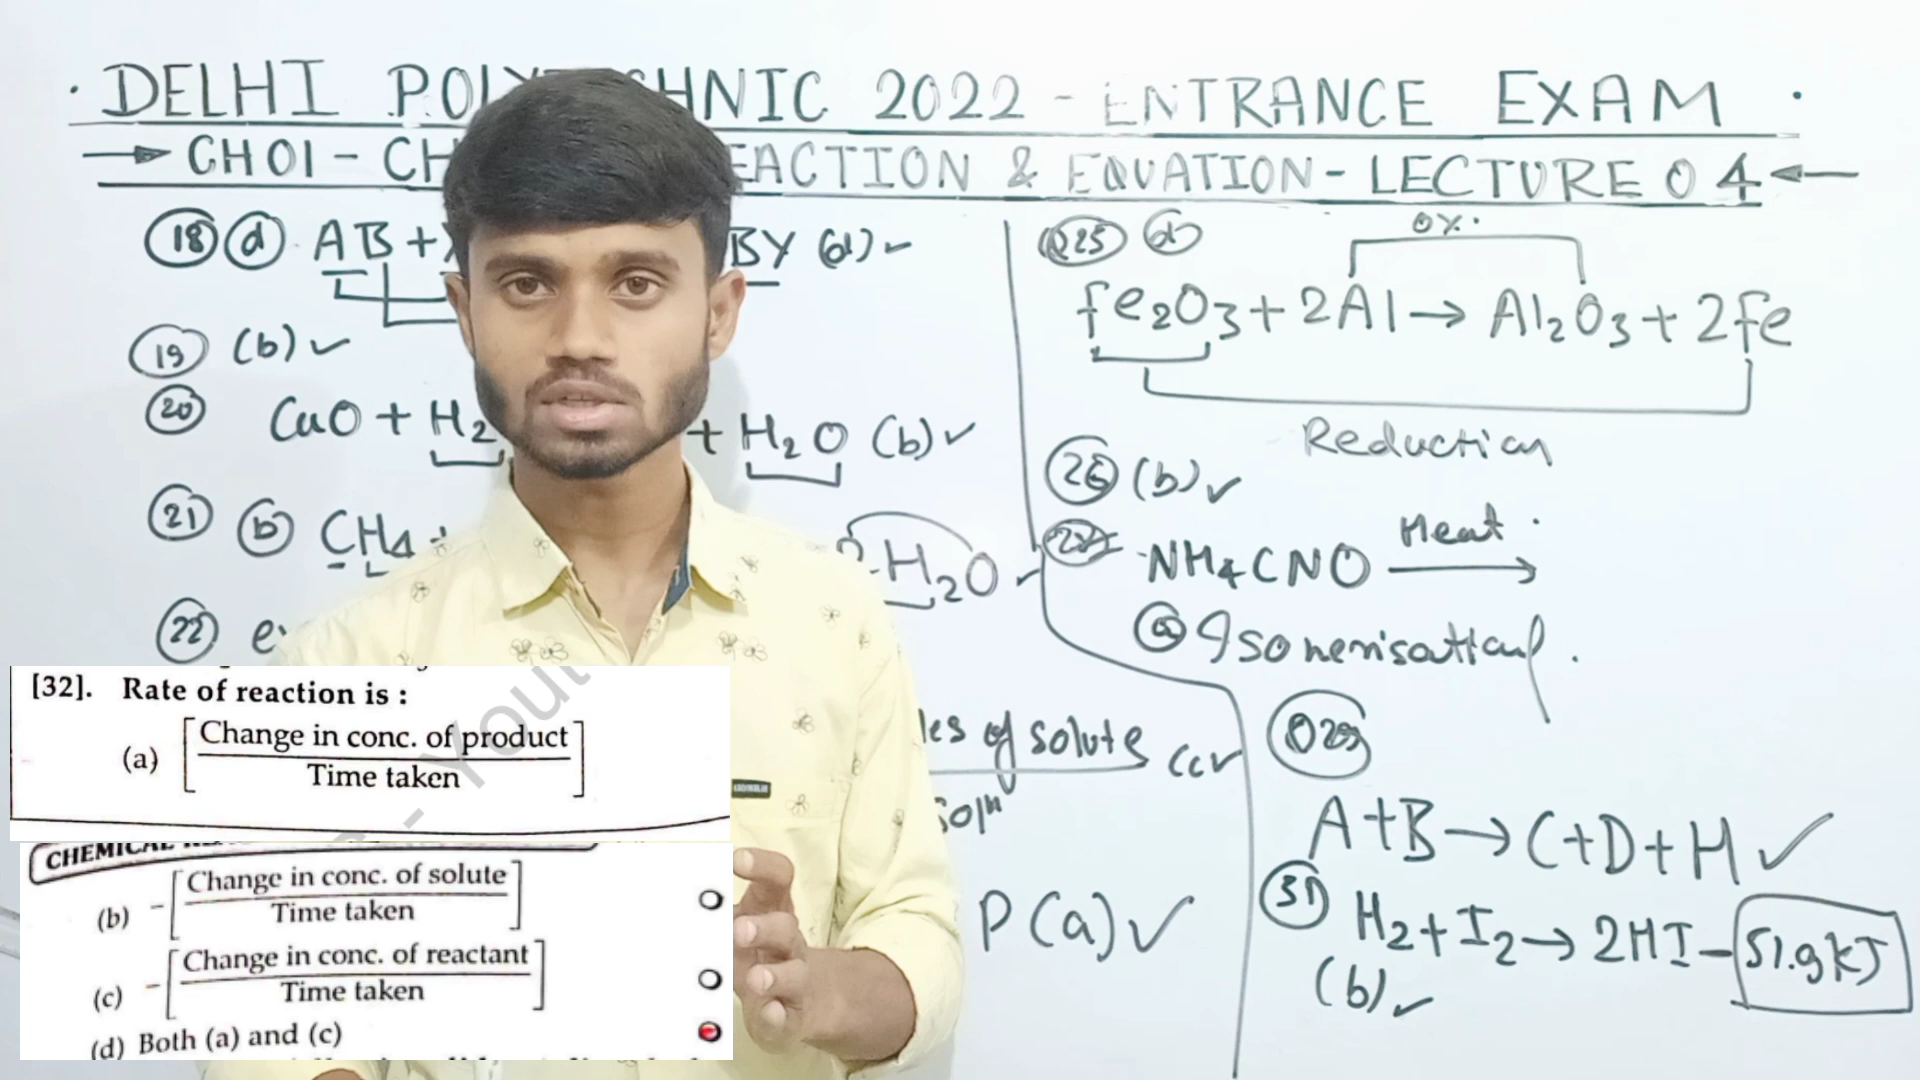 DELHI POLYTECHNIC 2022 - ENTRANCE EXAM
→ CH01 - CH EACTION & EQUATION - LECTURE 04 ←
18 (d) AB + BY (d) ✓
19 (b) ✓
20 CuO + H2 + H2O (b) ✓
21 (b) CH4 + H2O ✓
22
les of solute (c) ✓
soln
P (a) ✓
Q25 (d)
ox.
Fe2O3 + 2Al → Al2O3 + 2Fe
Reduction
26 (b) ✓
NH4CNO Heat →
(a) Isomerisation
Q29
A+B → C+D+H ✓
31 H2+I2 → 2HI - 51.9kJ
(b) ✓
[32]. Rate of reaction is :
(a) [Change in conc. of product
Time taken]
CHEMICAL
(b) - [Change in conc. of solute
Time taken]
(c) - [Change in conc. of reactant
Time taken]
(d) Both (a) and (c)